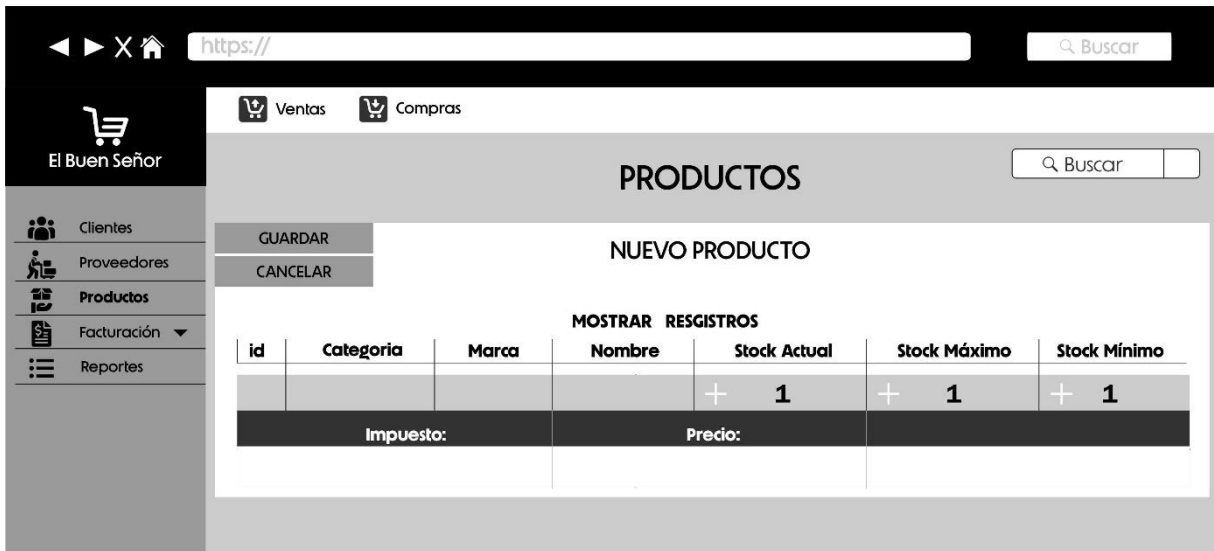 https://
Buscar
Ventas Compras
El Buen Señor
PRODUCTOS
Buscar
Clientes
Proveedores
Productos
Facturación
Reportes
GUARDAR
CANCELAR
NUEVO PRODUCTO
MOSTRAR RESGISTROS
id Categoria Marca Nombre Stock Actual Stock Máximo Stock Mínimo
1 1 1
Impuesto: Precio: